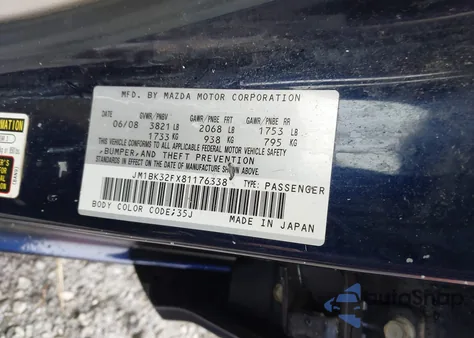 MFD. BY MAZDA MOTOR CORPORATION
GVWR/PNBV GAWR/PNBE FRT GAWR/PNBE RR
06/08 3821 LB 2068 LB 1753 LB
1733 KG 938 KG 795 KG
THIS VEHICLE CONFORMS TO ALL APPLICABLE FEDERAL MOTOR VEHICLE SAFETY,
BUMPER, AND THEFT PREVENTION
STANDARDS IN EFFECT ON THE DATE OF MANUFACTURE SHOWN ABOVE.
JM1BK32FX81176338 TYPE: PASSENGER
BODY COLOR CODE:35J MADE IN JAPAN
INFORMATION
AutoSnap